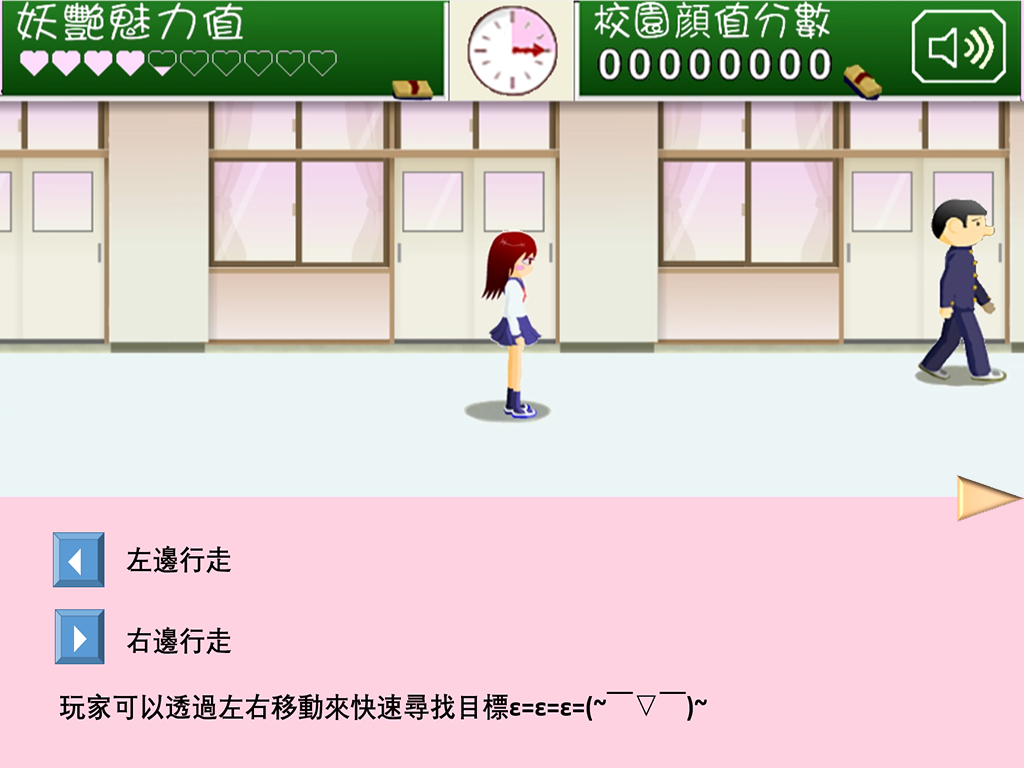 妖艷魅力值
校園顏值分數
00000000
左邊行走
右邊行走
玩家可以透過左右移動來快速尋找目標ε=ε=ε=(~￣▽￣)~